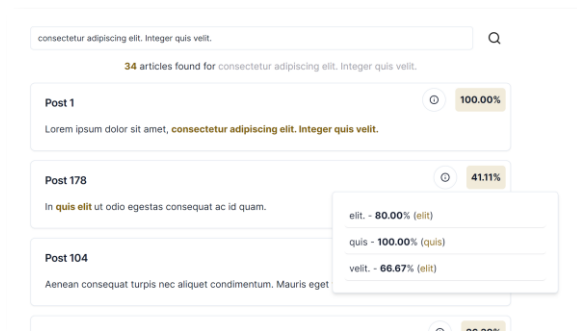 consectetur adipiscing elit. Integer quis velit.
34 articles found for consectetur adipiscing elit. Integer quis velit.
Post 1
100.00%
Lorem ipsum dolor sit amet, consectetur adipiscing elit. Integer quis velit.
Post 178
41.11%
In quis elit ut odio egestas consequat ac id quam.
elit. - 80.00% (elit)
quis - 100.00% (quis)
velit. - 66.67% (elit)
Post 104
Aenean consequat turpis nec aliquet condimentum. Mauris eget